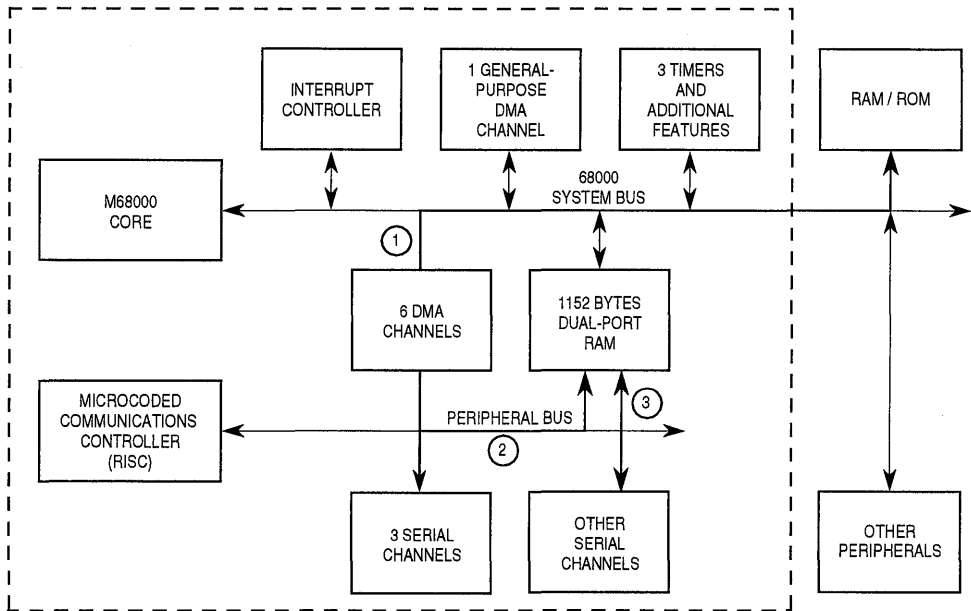 INTERRUPT
CONTROLLER
1 GENERAL-
PURPOSE
DMA
CHANNEL
3 TIMERS
AND
ADDITIONAL
FEATURES
RAM / ROM
M68000
CORE
68000
SYSTEM BUS
1
6 DMA
CHANNELS
1152 BYTES
DUAL-PORT
RAM
3
MICROCODED
COMMUNICATIONS
CONTROLLER
(RISC)
PERIPHERAL BUS
2
3 SERIAL
CHANNELS
OTHER
SERIAL
CHANNELS
OTHER
PERIPHERALS